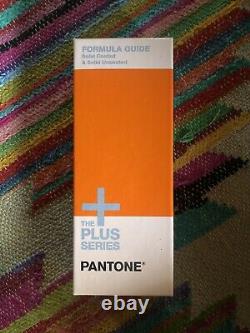 FORMULA GUIDE
Solid Coated
& Solid Uncoated
THE
PLUS
SERIES
PANTONE®